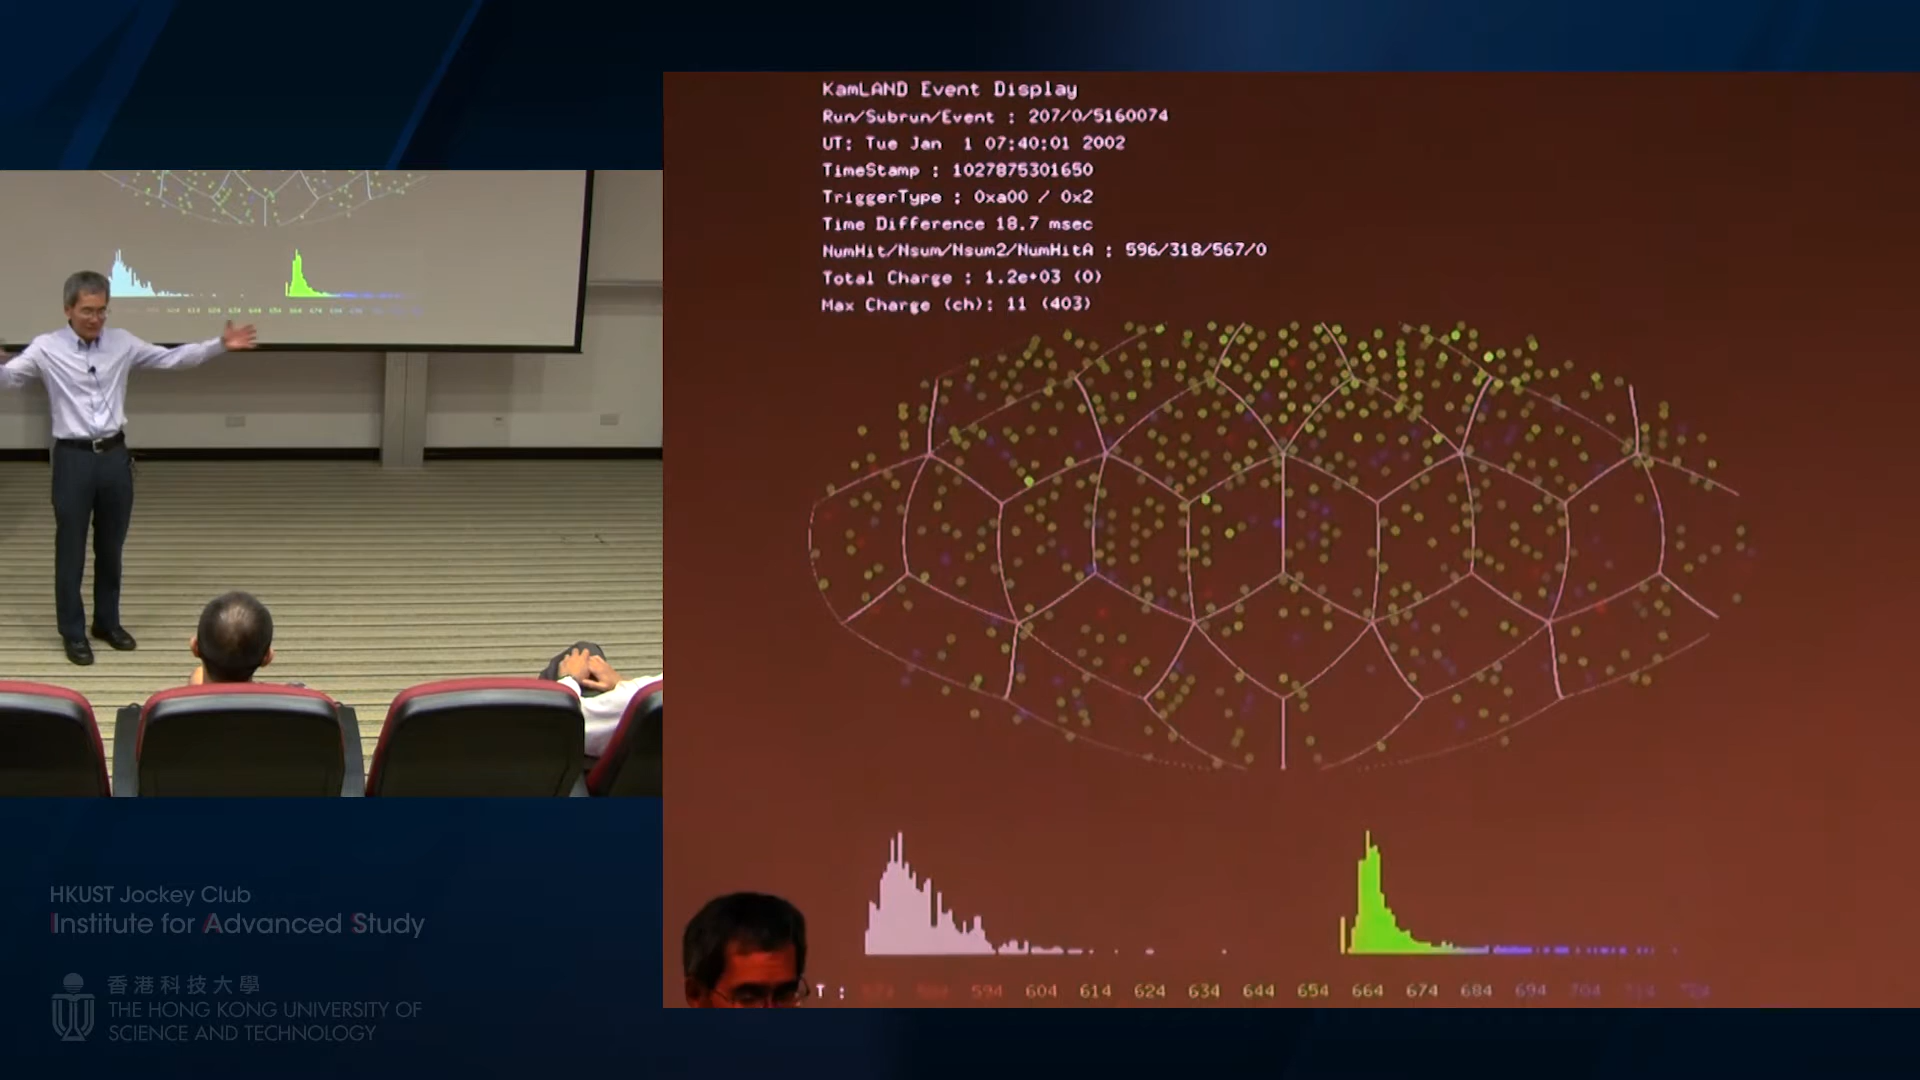 KamLAND Event Display
Run/Subrun/Event : 207/0/5160074
UT: Tue Jan 1 07:40:01 2002
TimeStamp : 1027875301650
TriggerType : 0xa00 / 0x2
Time Difference 18.7 msec
NumHit/Nsum/Nsum2/NumHitA : 596/318/567/0
Total Charge : 1.2e+03 (0)
Max Charge (ch): 11 (403)
T : 594 604 614 624 634 644 654 664 674 684 694 704 714 724
HKUST Jockey Club
Institute for Advanced Study
香港科技大學
THE HONG KONG UNIVERSITY OF
SCIENCE AND TECHNOLOGY